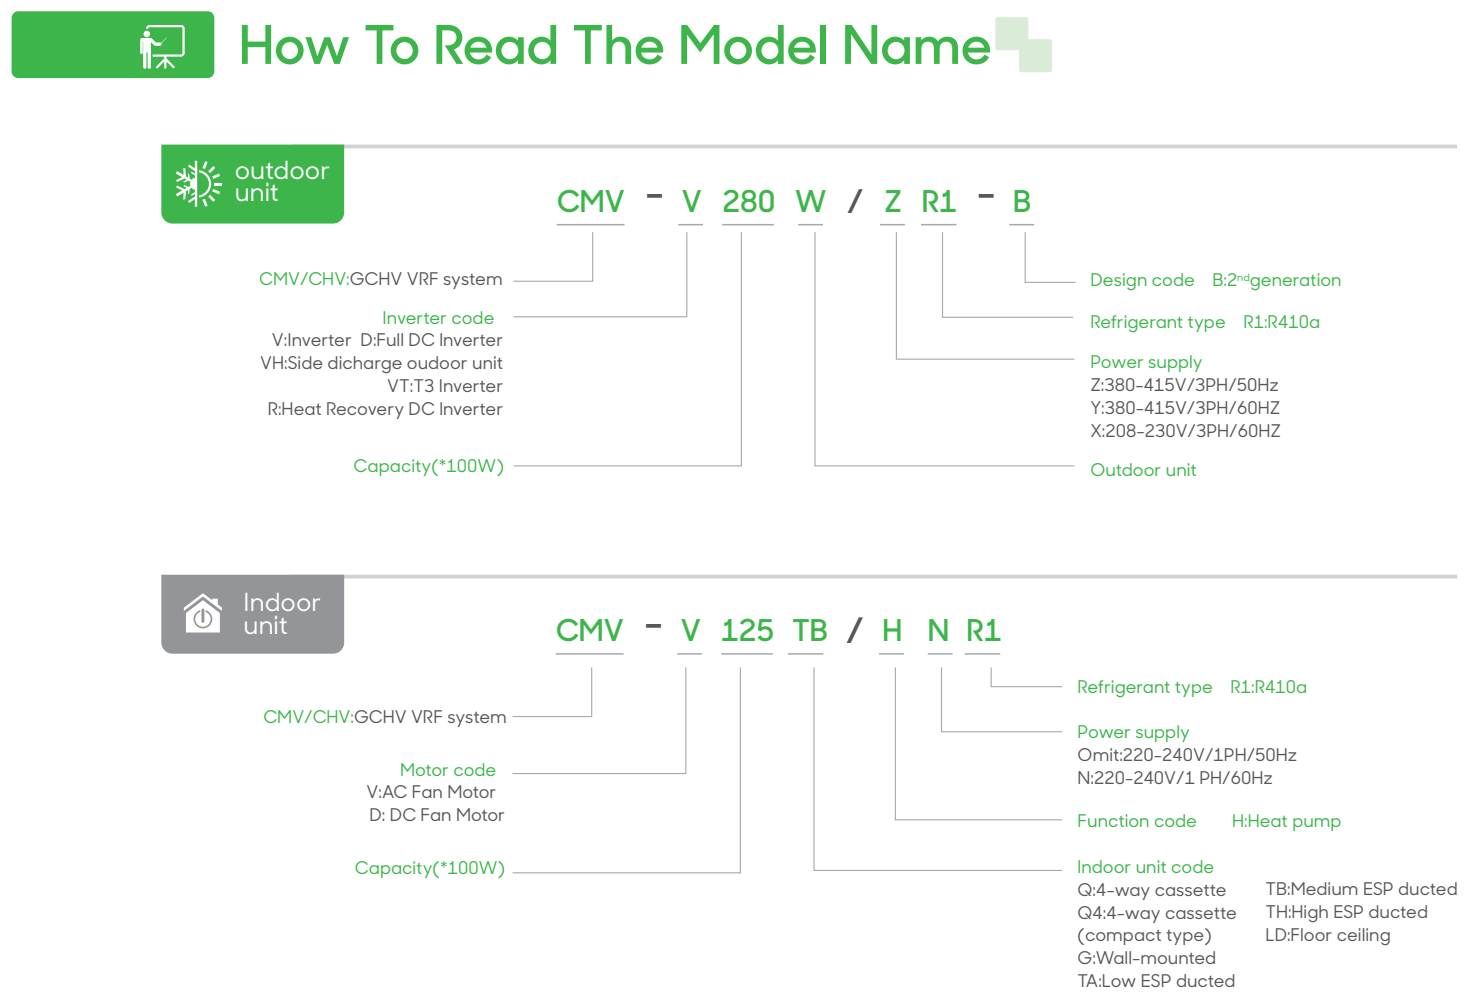 How To Read The Model Name
outdoor
unit
CMV - V 280 W / Z R1 - B
CMV/CHV:GCHV VRF system
Inverter code
V:Inverter D:Full DC Inverter
VH:Side dicharge oudoor unit
VT:T3 Inverter
R:Heat Recovery DC Inverter
Capacity(*100W)
Design code B:2ndgeneration
Refrigerant type R1:R410a
Power supply
Z:380-415V/3PH/50Hz
Y:380-415V/3PH/60HZ
X:208-230V/3PH/60HZ
Outdoor unit
Indoor
unit
CMV - V 125 TB / H N R1
CMV/CHV:GCHV VRF system
Motor code
V:AC Fan Motor
D: DC Fan Motor
Capacity(*100W)
Refrigerant type R1:R410a
Power supply
Omit:220-240V/1PH/50Hz
N:220-240V/1 PH/60Hz
Function code H:Heat pump
Indoor unit code
Q:4-way cassette
Q4:4-way cassette
(compact type)
G:Wall-mounted
TA:Low ESP ducted
TB:Medium ESP ducted
TH:High ESP ducted
LD:Floor ceiling